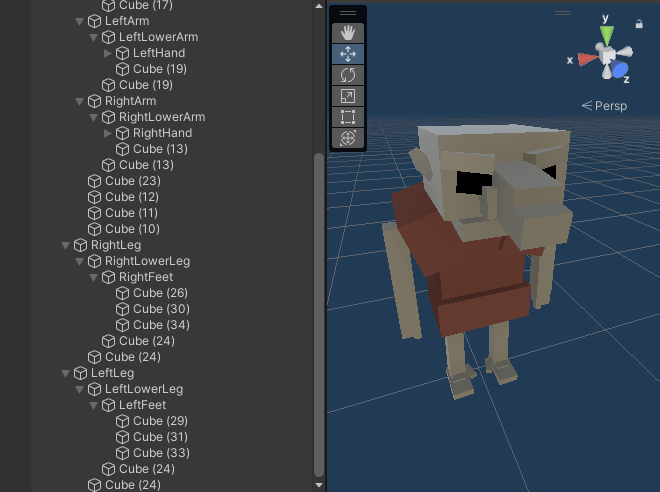 Cube (17)
LeftArm
LeftLowerArm
LeftHand
Cube (19)
Cube (19)
RightArm
RightLowerArm
RightHand
Cube (13)
Cube (13)
Cube (23)
Cube (12)
Cube (11)
Cube (10)
RightLeg
RightLowerLeg
RightFeet
Cube (26)
Cube (30)
Cube (34)
Cube (24)
Cube (24)
LeftLeg
LeftLowerLeg
LeftFeet
Cube (29)
Cube (31)
Cube (33)
Cube (24)
Cube (24)
y
x
z
Persp